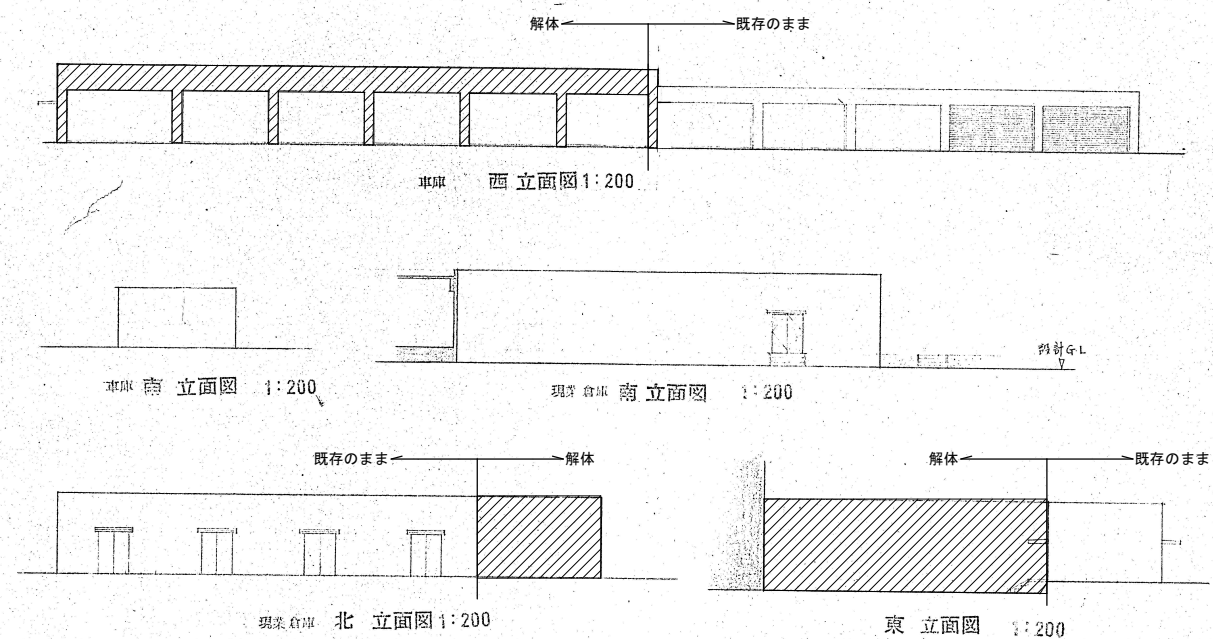 解体 既存のまま
車庫 西 立面図 1:200
設計G.L
車庫 南 立面図 1:200
現業倉庫 南 立面図 1:200
既存のまま 解体
解体 既存のまま
現業倉庫 北 立面図 1:200
東 立面図 1:200